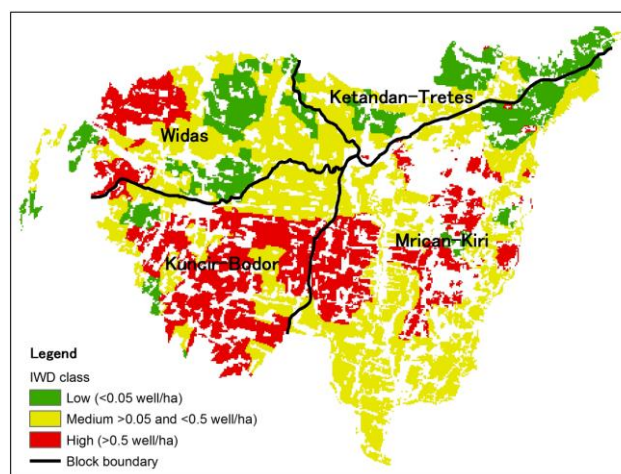 Ketandan-Tretes
Widas
Mrican-Kiri
Kuncir-Bodor
Legend
IWD class
Low (<0.05 well/ha)
Medium >0.05 and <0.5 well/ha)
High (>0.5 well/ha)
Block boundary